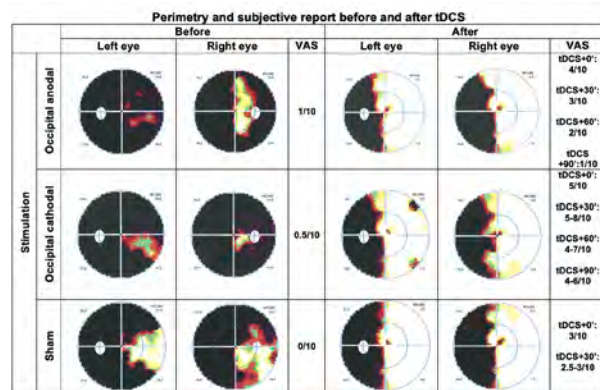 Perimetry and subjective report before and after tDCS
Before
After
Left eye
Right eye
VAS
Left eye
Right eye
VAS
Stimulation
Occipital anodal
1/10
tDCS+0':
4/10
tDCS+30':
3/10
tDCS+60':
2/10
tDCS
+90':1/10
Occipital cathodal
0.5/10
tDCS+0':
5/10
tDCS+30':
5-8/10
tDCS+60':
4-7/10
tDCS+90':
4-6/10
Sham
0/10
tDCS+0':
3/10
tDCS+30':
2.5-3/10